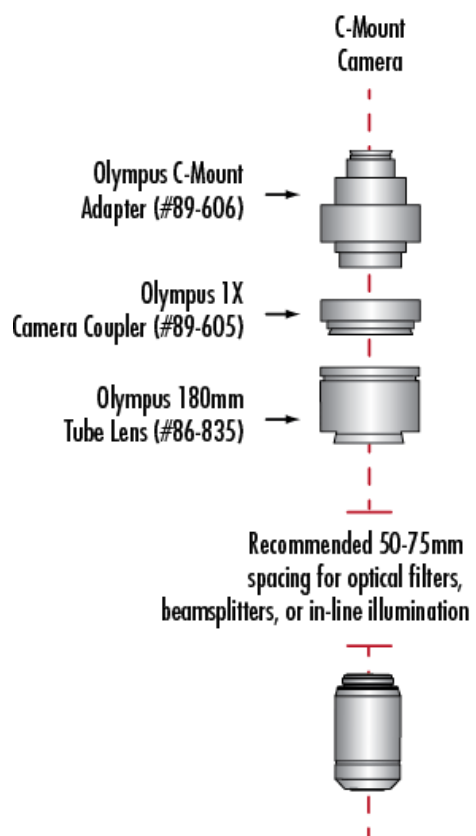 C-Mount
Camera
Olympus C-Mount
Adapter (#89-606)
Olympus 1X
Camera Coupler (#89-605)
Olympus 180mm
Tube Lens (#86-835)
Recommended 50-75mm
spacing for optical filters,
beamsplitters, or in-line illumination